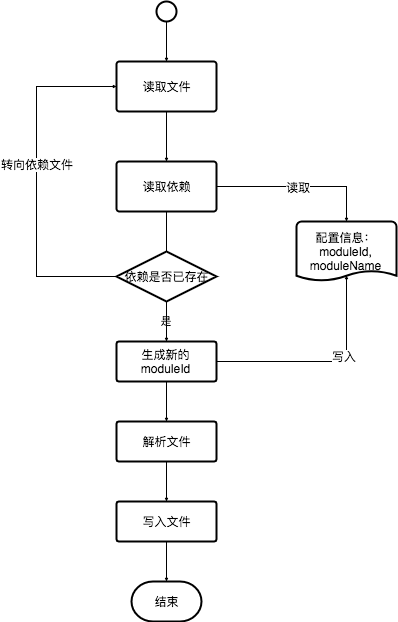 读取文件
转向依赖文件
读取依赖
读取
配置信息：
moduleId,
moduleName
依赖是否已存在
是
生成新的
moduleId
写入
解析文件
写入文件
结束